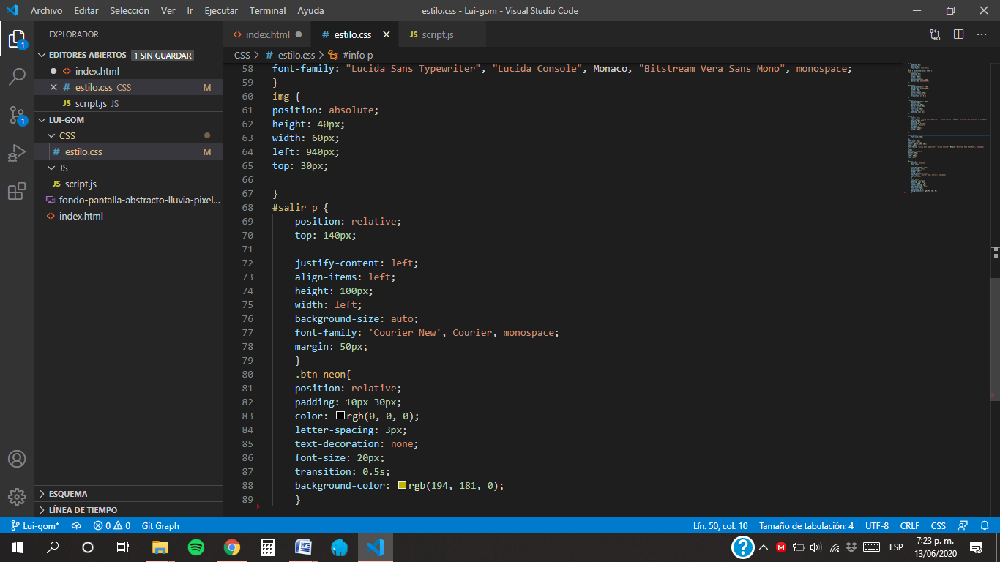 Archivo Editar Selección Ver Ir Ejecutar Terminal Ayuda
estilo.css - Lui-gom - Visual Studio Code
EXPLORADOR
EDITORES ABIERTOS 1 SIN GUARDAR
index.html
estilo.css CSS M
JS script.js JS
LUI-GOM
CSS
# estilo.css M
JS
JS script.js
fondo-pantalla-abstracto-lluvia-pixel...
<> index.html
ESQUEMA
LÍNEA DE TIEMPO
<> index.html
# estilo.css
JS script.js
CSS > # estilo.css > #info p
58 font-family: "Lucida Sans Typewriter", "Lucida Console", Monaco, "Bitstream Vera Sans Mono", monospace;
59 }
60 img {
61 position: absolute;
62 height: 40px;
63 width: 60px;
64 left: 940px;
65 top: 30px;
66
67 }
68 #salir p {
69 position: relative;
70 top: 140px;
71
72 justify-content: left;
73 align-items: left;
74 height: 100px;
75 width: left;
76 background-size: auto;
77 font-family: 'Courier New', Courier, monospace;
78 margin: 50px;
79 }
80 .btn-neon{
81 position: relative;
82 padding: 10px 30px;
83 color: rgb(0, 0, 0);
84 letter-spacing: 3px;
85 text-decoration: none;
86 font-size: 20px;
87 transition: 0.5s;
88 background-color: rgb(194, 181, 0);
89 }
Lui-gom* 0 0 Git Graph
Lín. 50, col. 10 Tamaño de tabulación: 4 UTF-8 CRLF CSS
ESP
7:23 p. m.
13/06/2020